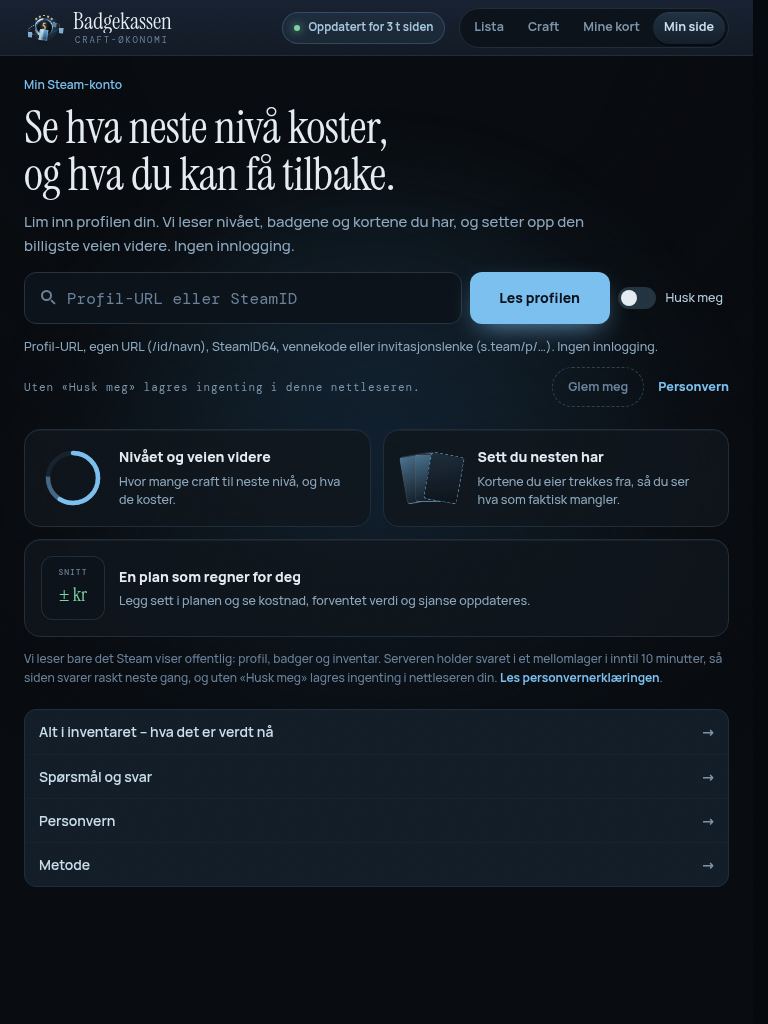 Badgekassen
CRAFT-ØKONOMI
Oppdatert for 3 t siden
Lista
Craft
Mine kort
Min side
Min Steam-konto
Se hva neste nivå koster,
og hva du kan få tilbake.
Lim inn profilen din. Vi leser nivået, badgene og kortene du har, og setter opp den
billigste veien videre. Ingen innlogging.
Profil-URL eller SteamID
Les profilen
Husk meg
Profil-URL, egen URL (/id/navn), SteamID64, vennekode eller invitasjonslenke (s.team/p/…). Ingen innlogging.
Uten «Husk meg» lagres ingenting i denne nettleseren.
Glem meg
Personvern
Nivået og veien videre
Hvor mange craft til neste nivå, og hva
de koster.
Sett du nesten har
Kortene du eier trekkes fra, så du ser
hva som faktisk mangler.
SNITT
± kr
En plan som regner for deg
Legg sett i planen og se kostnad, forventet verdi og sjanse oppdateres.
Vi leser bare det Steam viser offentlig: profil, badger og inventar. Serveren holder svaret i et mellomlager i inntil 10 minutter, så
siden svarer raskt neste gang, og uten «Husk meg» lagres ingenting i nettleseren din. Les personvernerklæringen.
Alt i inventaret – hva det er verdt nå →
Spørsmål og svar →
Personvern →
Metode →